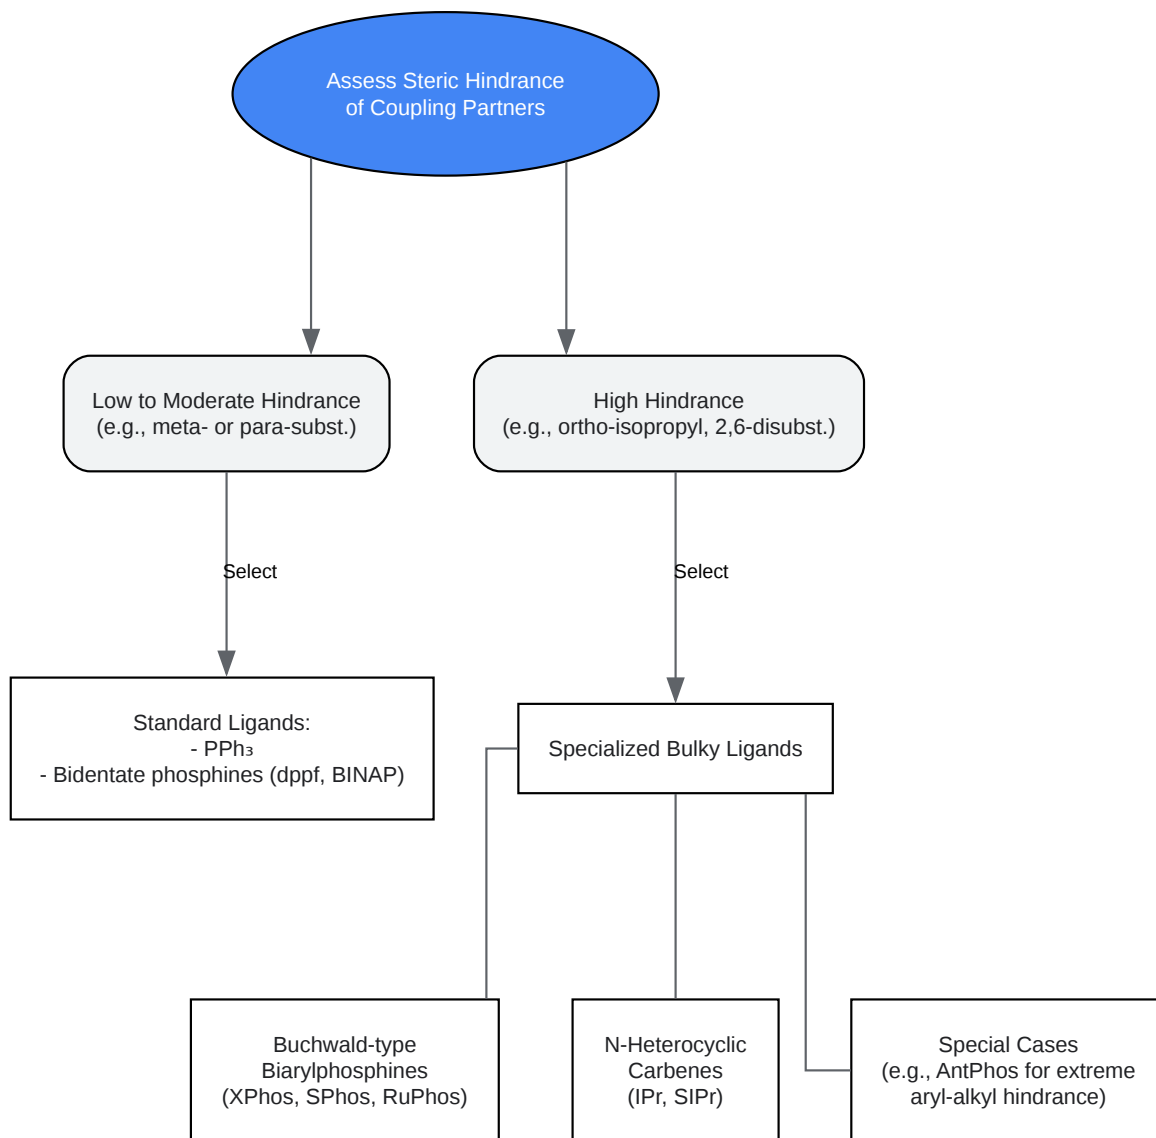 Assess Steric Hindrance
of Coupling Partners
Low to Moderate Hindrance
(e.g., meta- or para-subst.)
High Hindrance
(e.g., ortho-isopropyl, 2,6-disubst.)
Select
Select
Standard Ligands:
- PPh₃
- Bidentate phosphines (dppf, BINAP)
Specialized Bulky Ligands
Buchwald-type
Biarylphosphines
(XPhos, SPhos, RuPhos)
N-Heterocyclic
Carbenes
(IPr, SIPr)
Special Cases
(e.g., AntPhos for extreme
aryl-alkyl hindrance)